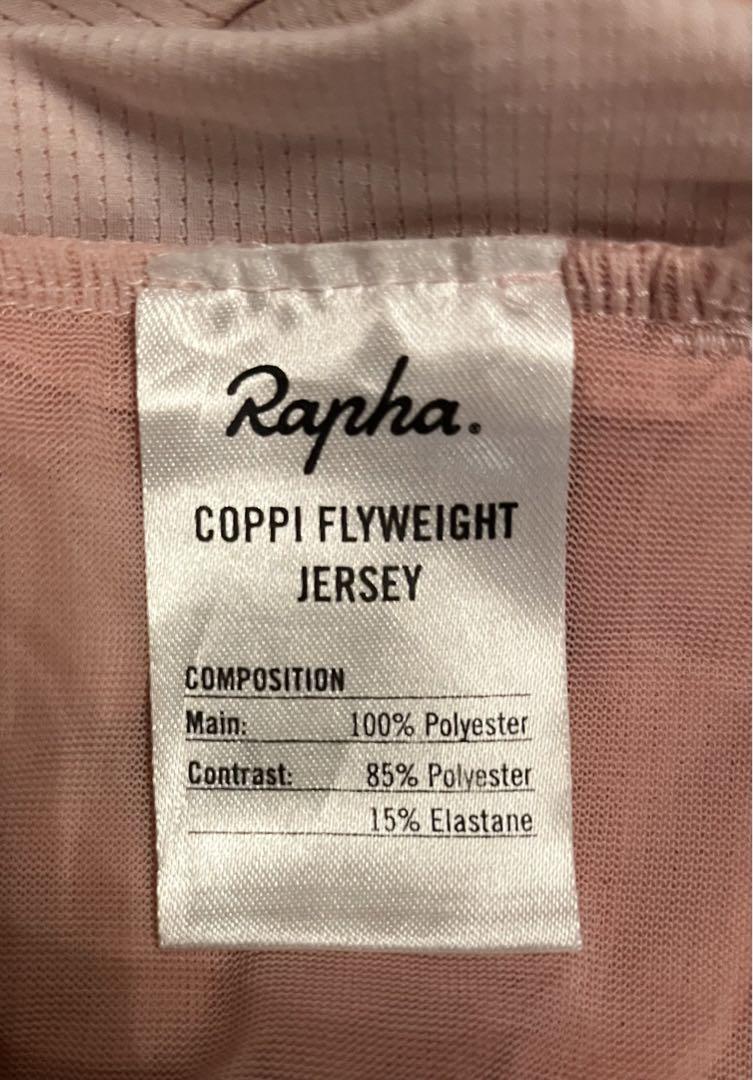 Rapha.
COPPI FLYWEIGHT
JERSEY
COMPOSITION
Main: 100% Polyester
Contrast: 85% Polyester
15% Elastane